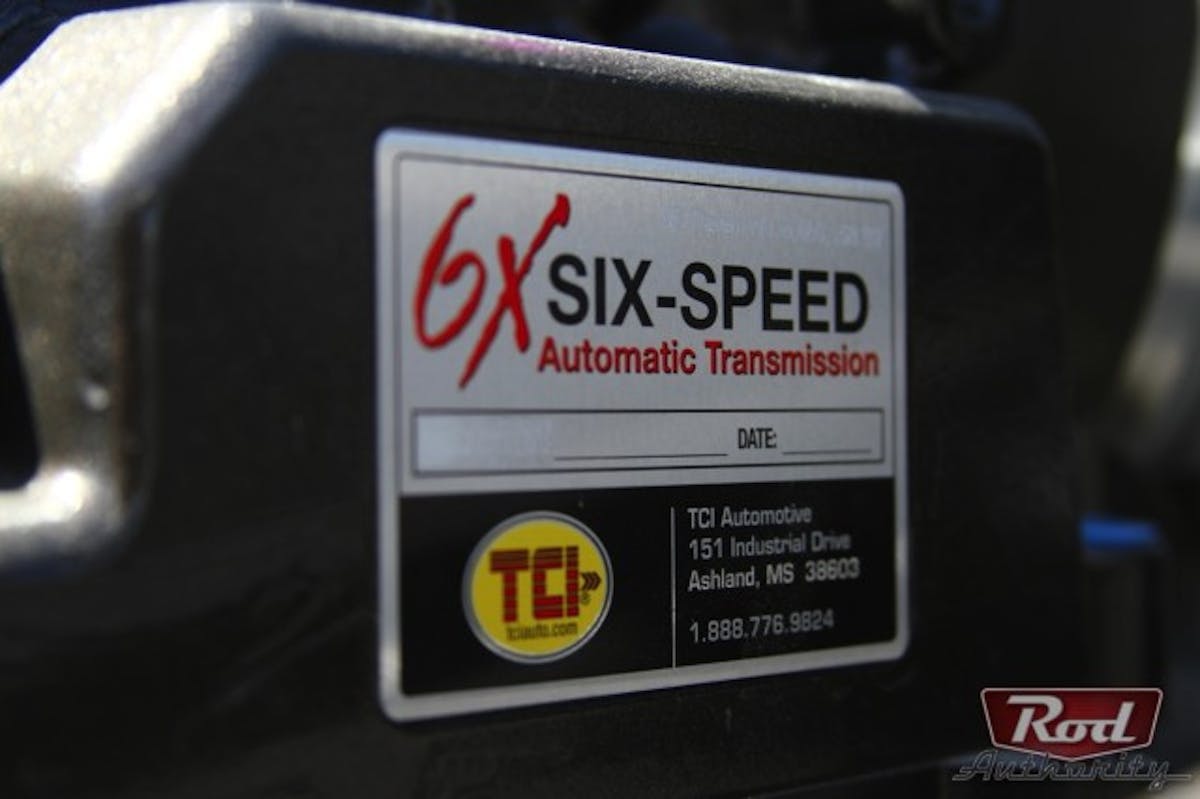 6X SIX-SPEED
Automatic Transmission
DATE:
TCI
tciauto.com
TCI Automotive
151 Industrial Drive
Ashland, MS 38603
1.888.776.9824
Rod
Authority